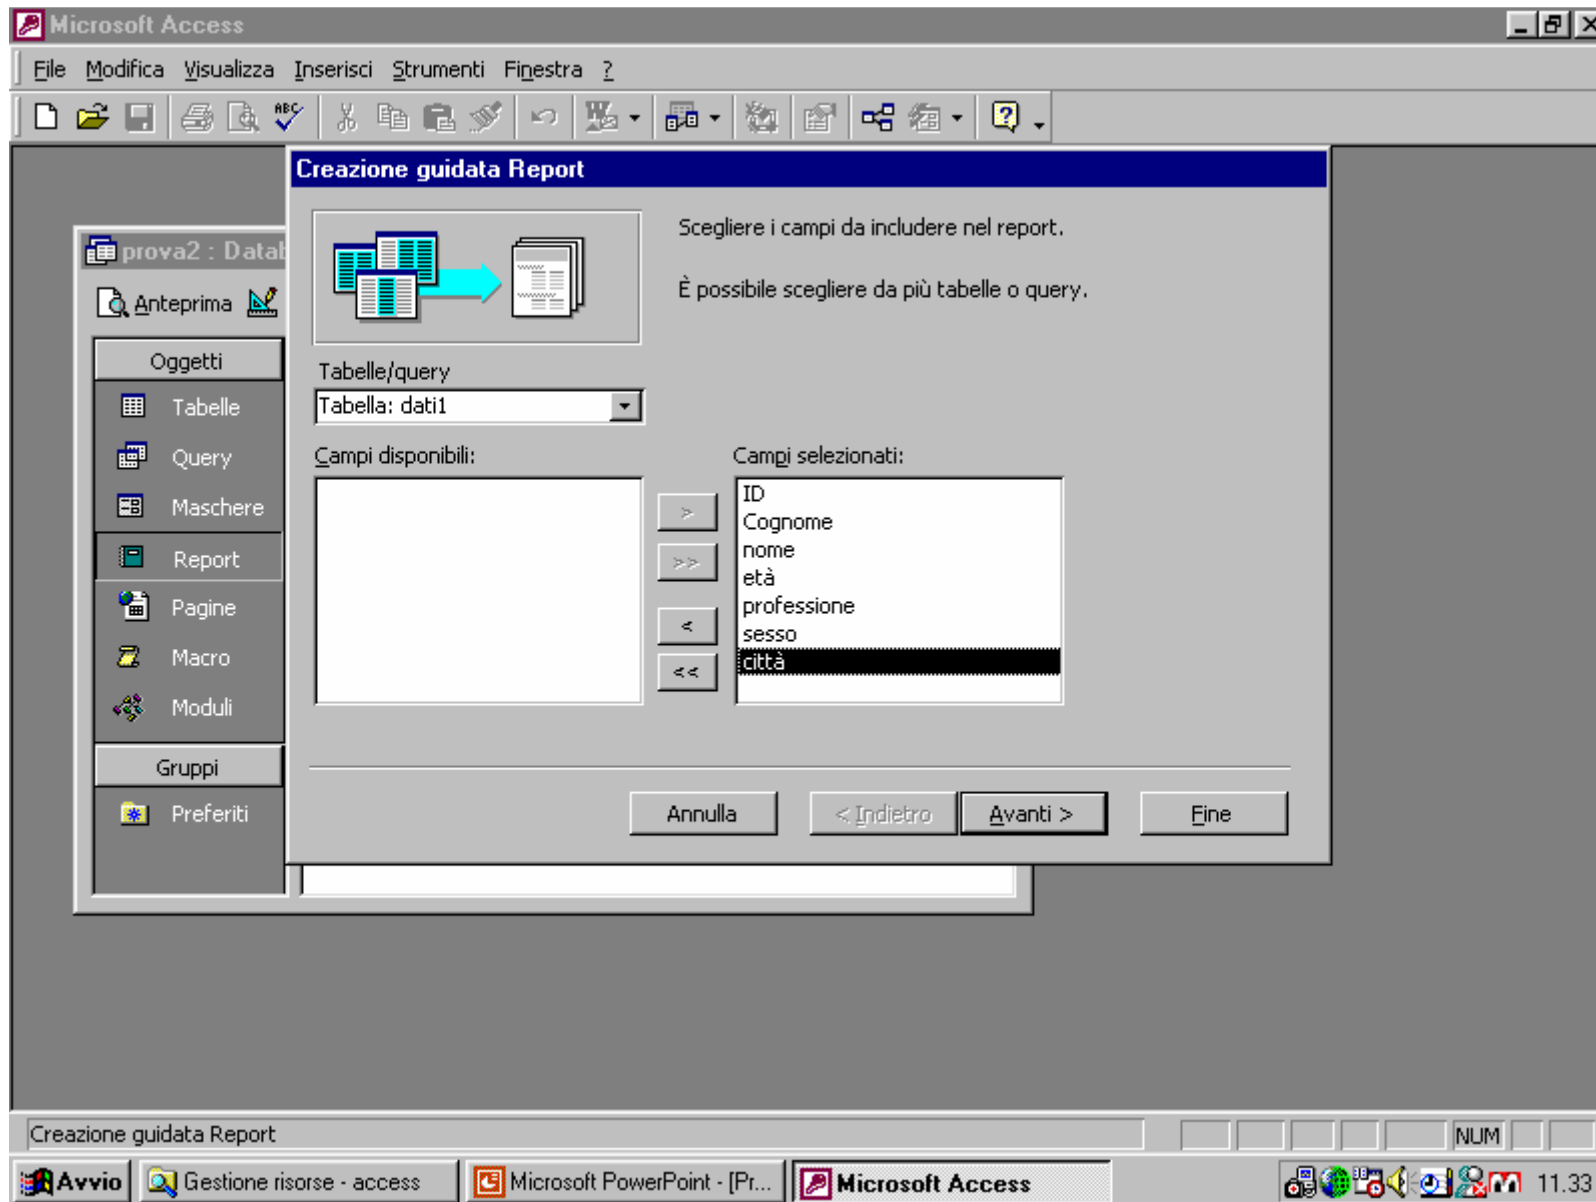 Microsoft Access
File Modifica Visualizza Inserisci Strumenti Finestra ?
ABC
Creazione guidata Report
Scegliere i campi da includere nel report.
È possibile scegliere da più tabelle o query.
prova2 : Datab
Anteprima
Oggetti
Tabelle
Query
Maschere
Report
Pagine
Macro
Moduli
Gruppi
Preferiti
Tabelle/query
Tabella: dati1
Campi disponibili:
Campi selezionati:
>
>>
<
<<
ID
Cognome
nome
età
professione
sesso
città
Annulla
< Indietro
Avanti >
Fine
Creazione guidata Report
NUM
Avvio
Gestione risorse - access
Microsoft PowerPoint - [Pr...
Microsoft Access
11.33